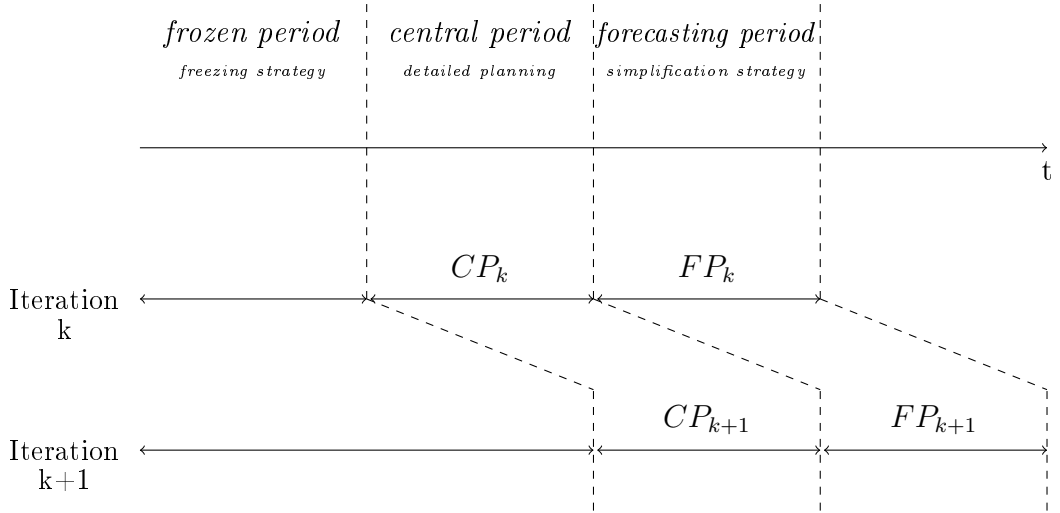 frozen period central period forecasting period
freezing strategy detailed planning simplification strategy
t
CP_k FP_k
Iteration
k
CP_{k+1} FP_{k+1}
Iteration
k+1